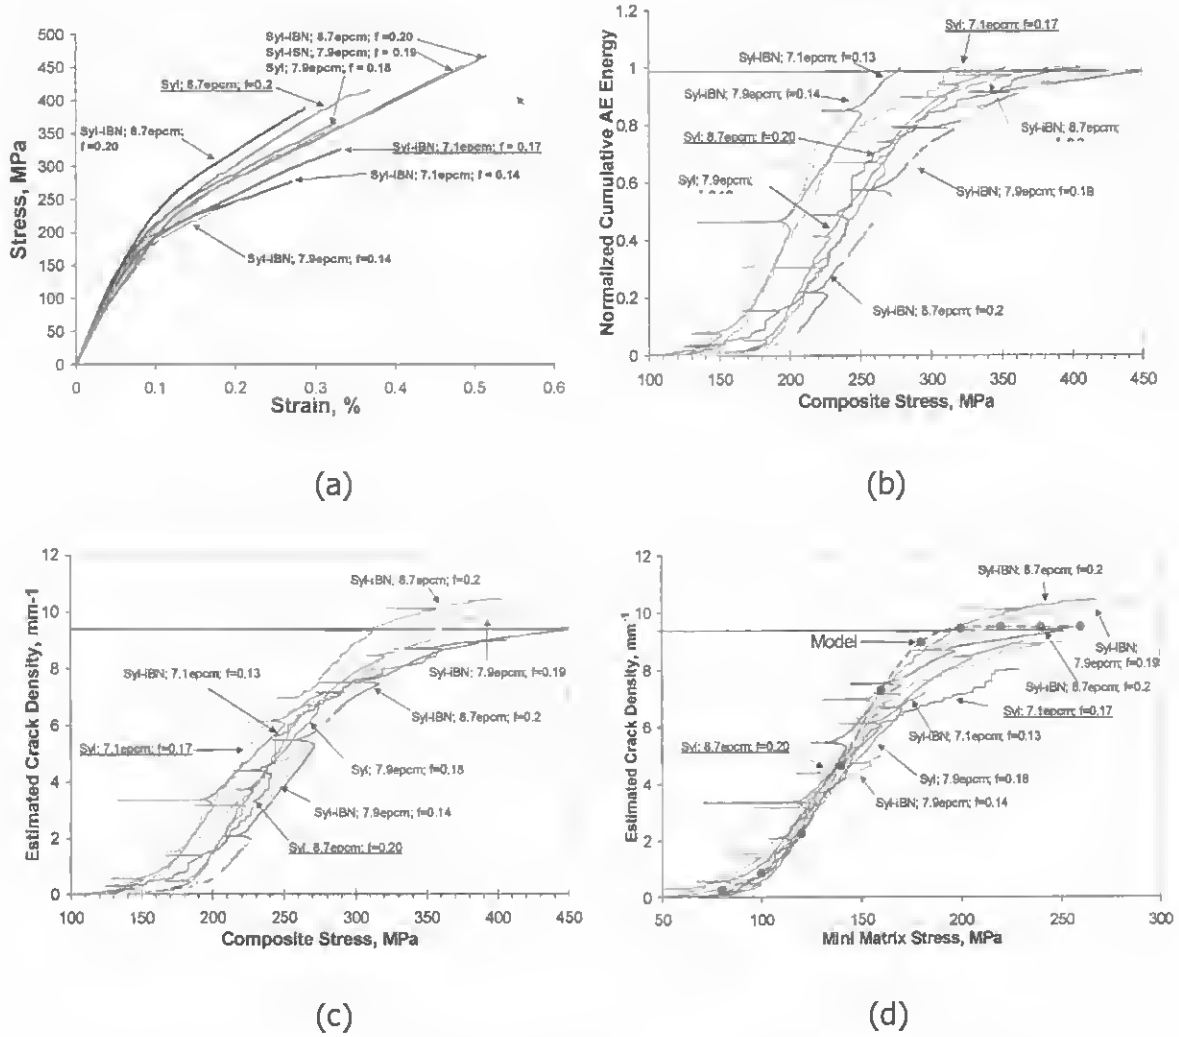 500
450
400
350
300
250
200
150
100
50
0
Stress, MPa
Syl-iBN; 8.7epcm; f =0.20
Syl-iSN; 7.9epcm; f = 0.19
Syl; 7.9epcm; f = 0.18
Syl; 8.7epcm; f=0.2
Syl-iBN; 8.7epcm;
f=0.20
Syl-iBN; 7.1epcm; f = 0.17
Syl-iBN; 7.1epcm; f = 0.14
Syl-iBN; 7.9epcm; f=0.14
0 0.1 0.2 0.3 0.4 0.5 0.6
Strain, %
(a)
1.2
1
0.8
0.6
0.4
0.2
0
Normalized Cumulative AE Energy
Syl; 7.1epcm; f=0.17
Syl-iBN; 7.1epcm; f=0.13
Syl-iBN; 7.9epcm; f=0.14
Syl; 8.7epcm; f=0.20
Syl-iBN; 8.7epcm;
Syl; 7.9epcm;
Syl-iBN; 7.9epcm; f=0.18
Syl-iBN; 8.7epcm; f=0.2
100 150 200 250 300 350 400 450
Composite Stress, MPa
(b)
12
10
8
6
4
2
0
Estimated Crack Density, mm-1
Syl-iBN; 8.7epcm; f=0.2
Syl-iBN; 7.1epcm; f=0.13
Syl-iBN; 7.9epcm; f=0.19
Syl-iBN; 8.7epcm; f=0.2
Syl; 7.1epcm; f=0.17
Syl; 7.9epcm; f=0.18
Syl-iBN; 7.9epcm; f=0.14
Syl; 8.7epcm; f=0.20
100 150 200 250 300 350 400 450
Composite Stress, MPa
(c)
12
10
8
6
4
2
0
Estimated Crack Density, mm⁻¹
Syl-iBN; 8.7epcm; f=0.2
Model
Syl-iBN;
7.9epcm; f=0.19
Syl-iBN; 8.7epcm; f=0.2
Syl; 7.1epcm; f=0.17
Syl-iBN; 7.1epcm; f=0.13
Syl; 8.7epcm; f=0.20
Syl; 7.9epcm; f=0.18
Syl-iBN; 7.9epcm; f=0.14
50 100 150 200 250 300
Mini Matrix Stress, MPa
(d)